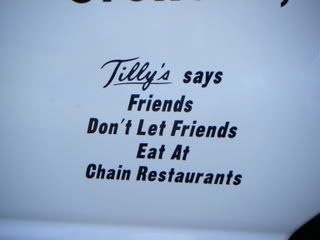 Tilly's says
Friends
Don't Let Friends
Eat At
Chain Restaurants